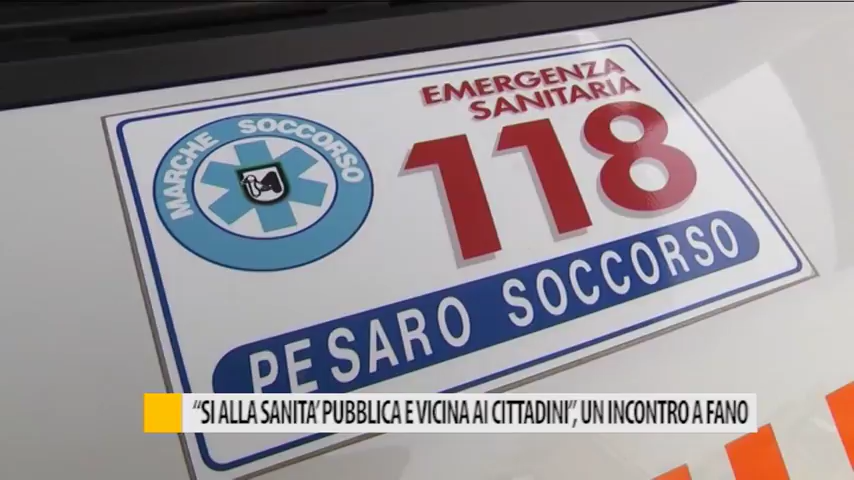 MARCHE SOCCORSO
EMERGENZA
SANITARIA
118
PESARO SOCCORSO
“SI ALLA SANITA’ PUBBLICA E VICINA AI CITTADINI”, UN INCONTRO A FANO